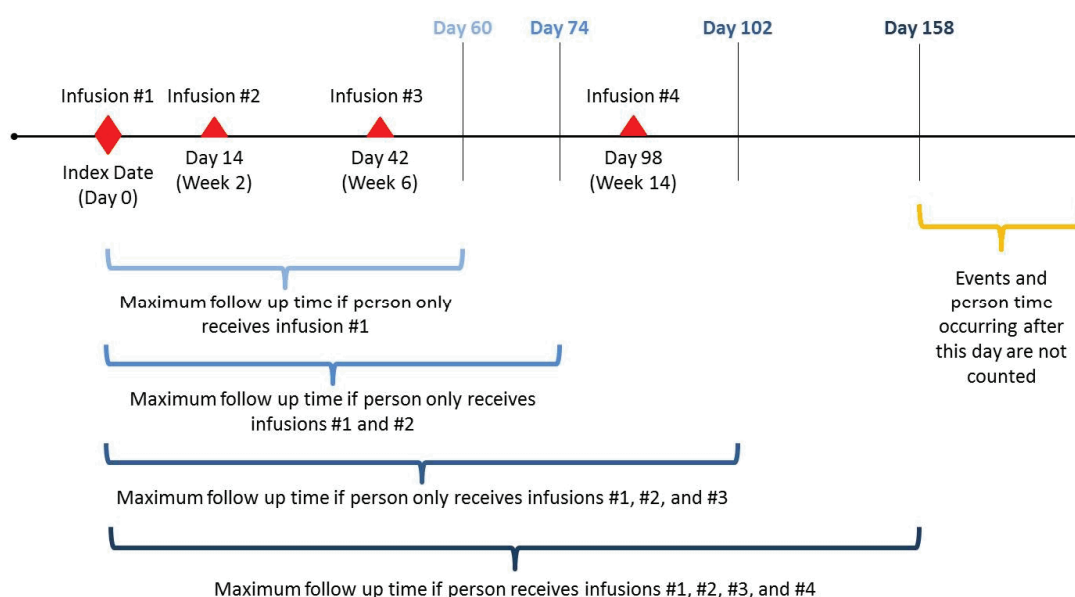 Day 60
Day 74
Day 102
Day 158
Infusion #1
Infusion #2
Infusion #3
Infusion #4
Index Date
(Day 0)
Day 14
(Week 2)
Day 42
(Week 6)
Day 98
(Week 14)
Maximum follow up time if person only
receives infusion #1
Events and
person time
occurring after
this day are not
counted
Maximum follow up time if person only receives
infusions #1 and #2
Maximum follow up time if person only receives infusions #1, #2, and #3
Maximum follow up time if person receives infusions #1, #2, #3, and #4